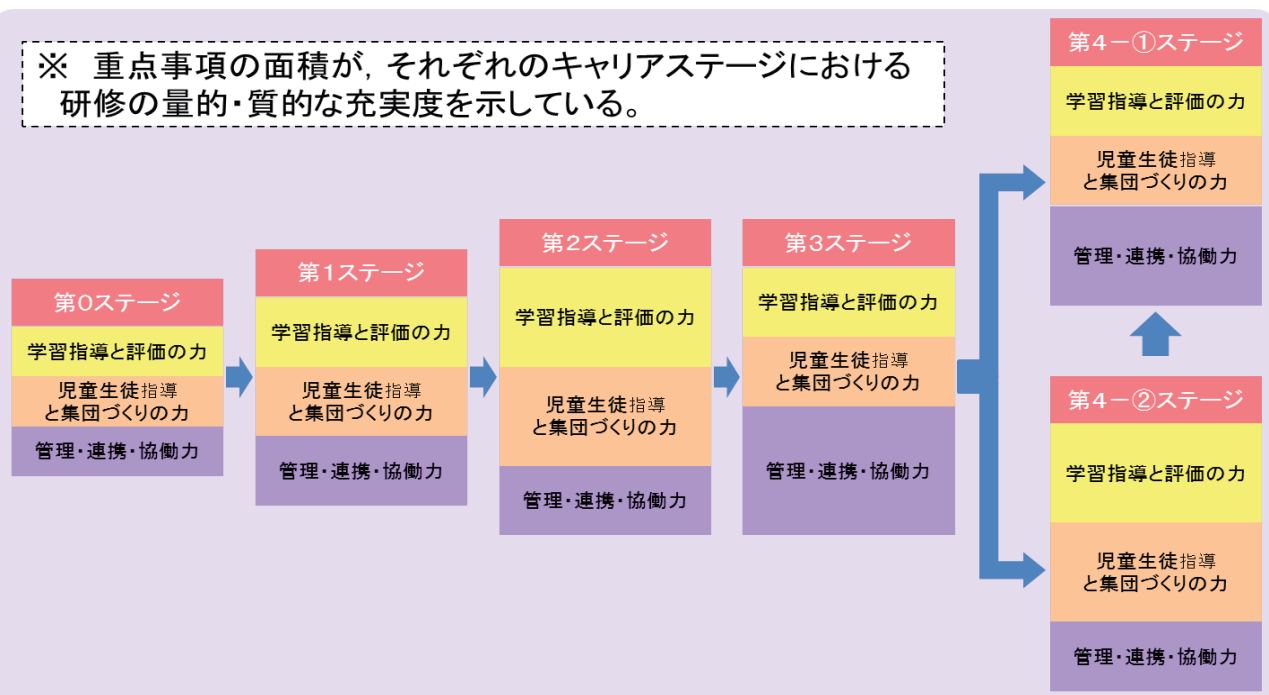 ※ 重点事項の面積が, それぞれのキャリアステージにおける
研修の量的・質的な充実度を示している。
第0ステージ
学習指導と評価の力
児童生徒指導
と集団づくりの力
管理・連携・協働力
第1ステージ
学習指導と評価の力
児童生徒指導
と集団づくりの力
管理・連携・協働力
第2ステージ
学習指導と評価の力
児童生徒指導
と集団づくりの力
管理・連携・協働力
第3ステージ
学習指導と評価の力
児童生徒指導
と集団づくりの力
管理・連携・協働力
第4－①ステージ
学習指導と評価の力
児童生徒指導
と集団づくりの力
管理・連携・協働力
第4－②ステージ
学習指導と評価の力
児童生徒指導
と集団づくりの力
管理・連携・協働力